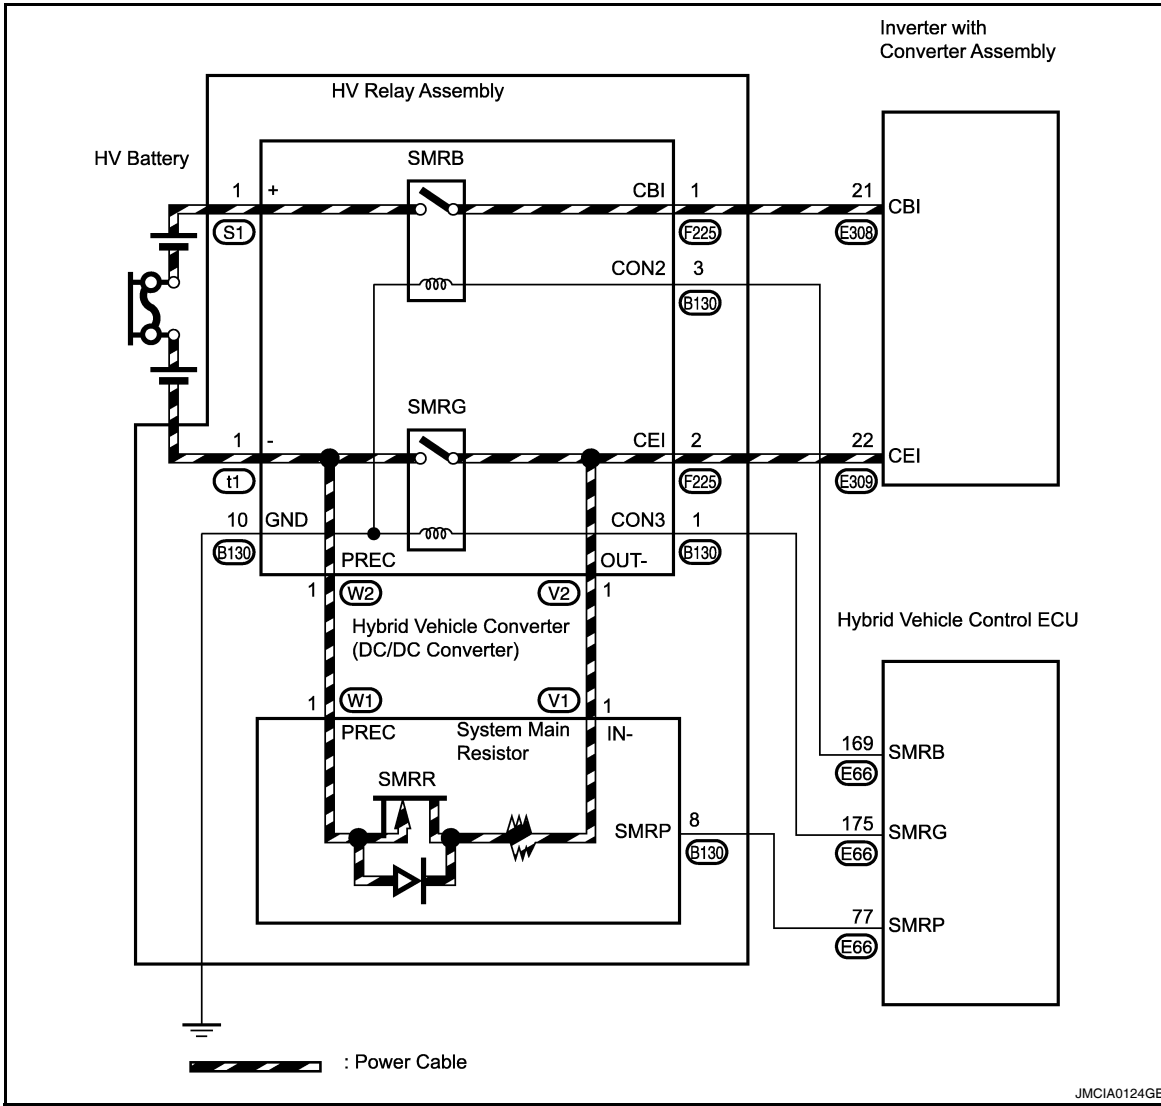 Inverter with
Converter Assembly
HV Relay Assembly
HV Battery
SMRB
1
+
CBI
1
21
CBI
S1
F225
E308
CON2
3
B130
SMRG
1
-
CEI
2
22
CEI
t1
F225
E309
10
GND
CON3
1
B130
B130
PREC
OUT-
1
W2
V2
1
Hybrid Vehicle Converter
(DC/DC Converter)
Hybrid Vehicle Control ECU
1
W1
V1
1
PREC
System Main
Resistor
IN-
SMRR
169
SMRB
E66
SMRP
8
B130
175
SMRG
E66
77
SMRP
E66
: Power Cable
JMCIA0124GB